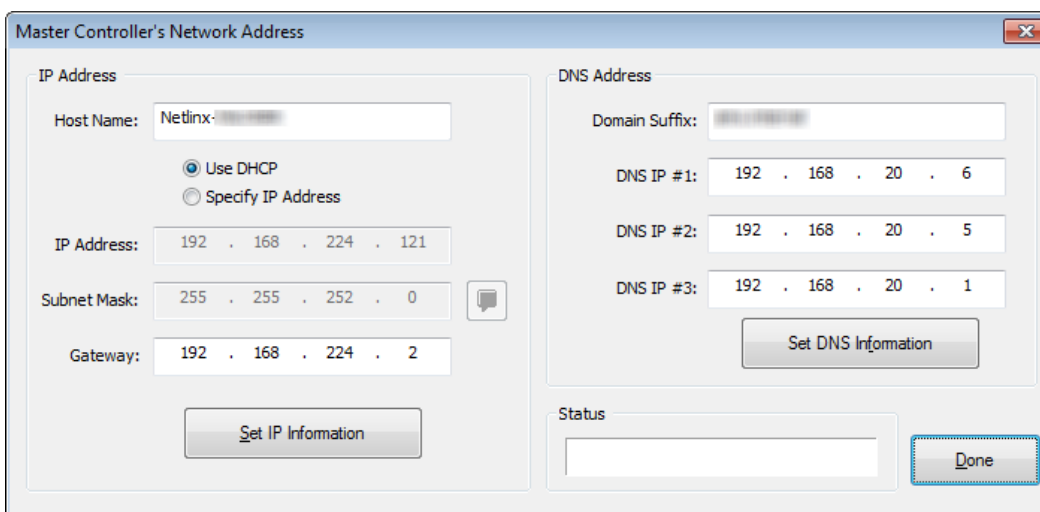 Master Controller's Network Address
IP Address
Host Name: Netlinx-
Use DHCP
Specify IP Address
IP Address: 192 . 168 . 224 . 121
Subnet Mask: 255 . 255 . 252 . 0
Gateway: 192 . 168 . 224 . 2
Set IP Information
DNS Address
Domain Suffix:
DNS IP #1: 192 . 168 . 20 . 6
DNS IP #2: 192 . 168 . 20 . 5
DNS IP #3: 192 . 168 . 20 . 1
Set DNS Information
Status
Done